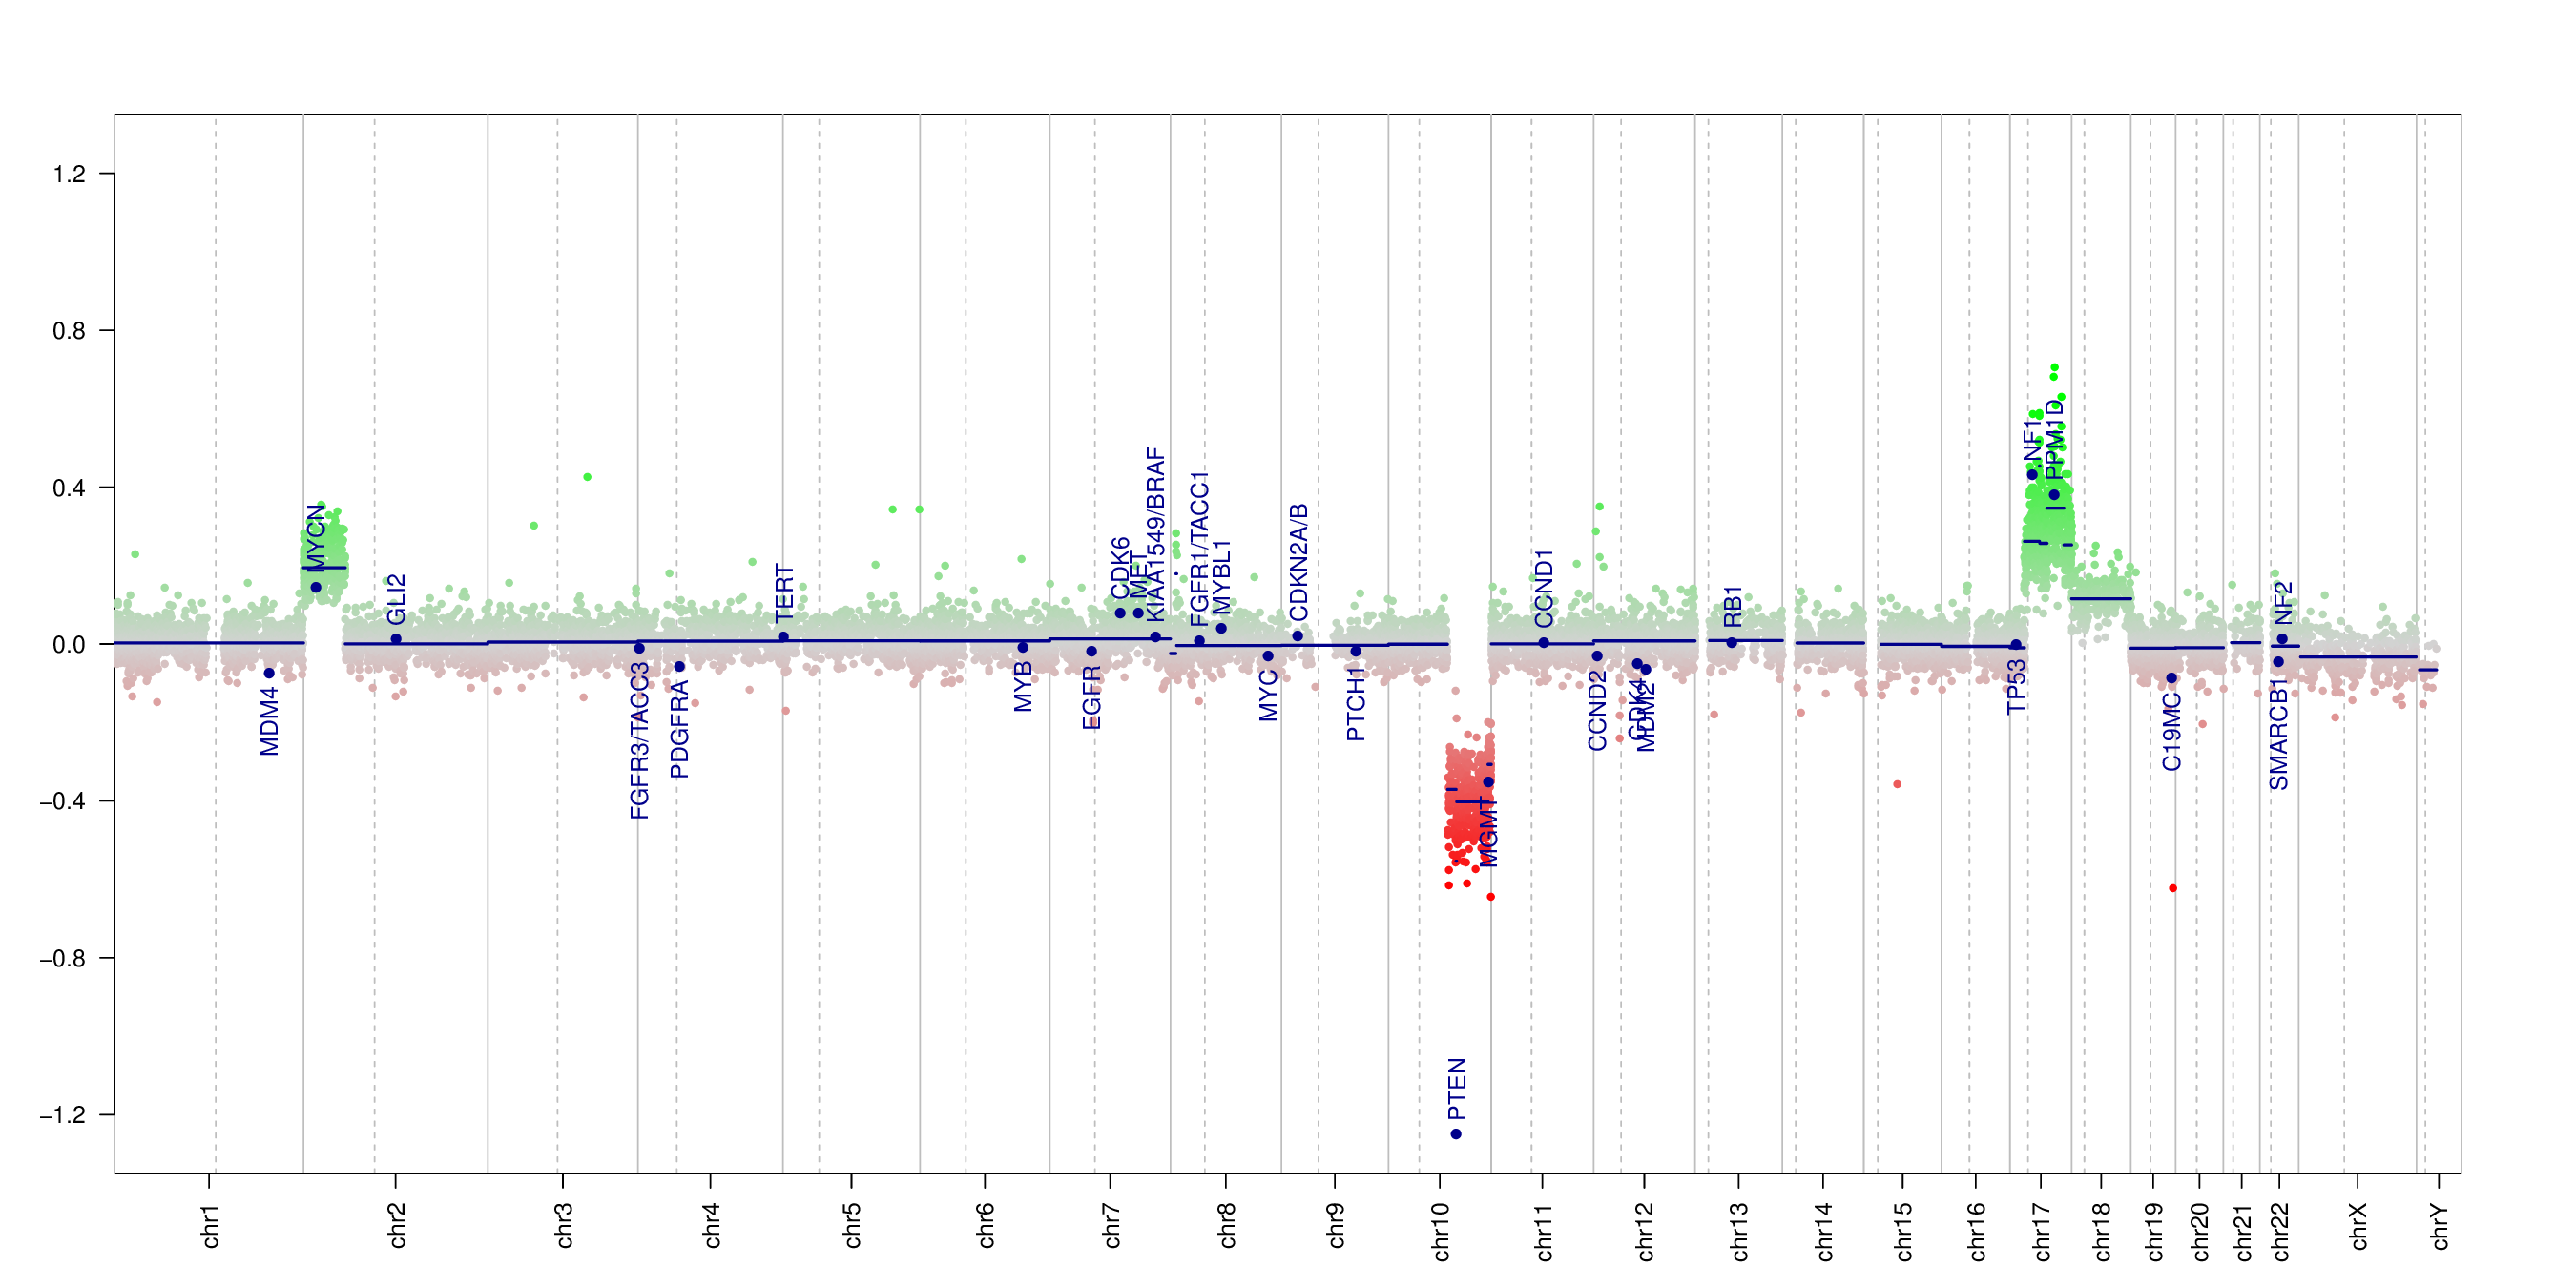 1.2
0.8
0.4
0.0
−0.4
−0.8
−1.2
MDM4
MYCN
GLI2
FGFR3/TACC3
PDGFRA
TERT
MYB
EGFR
CDK6
MET
KIAA1549/BRAF
FGFR1/TACC1
MYBL1
MYC
CDKN2A/B
PTCH1
PTEN
MGMT
CCND1
CCND2
CDK4
MDM2
RB1
TP53
NF1
PPM1D
C19MC
SMARCB1
NF2
chr1
chr2
chr3
chr4
chr5
chr6
chr7
chr8
chr9
chr10
chr11
chr12
chr13
chr14
chr15
chr16
chr17
chr18
chr19
chr20
chr21
chr22
chrX
chrY